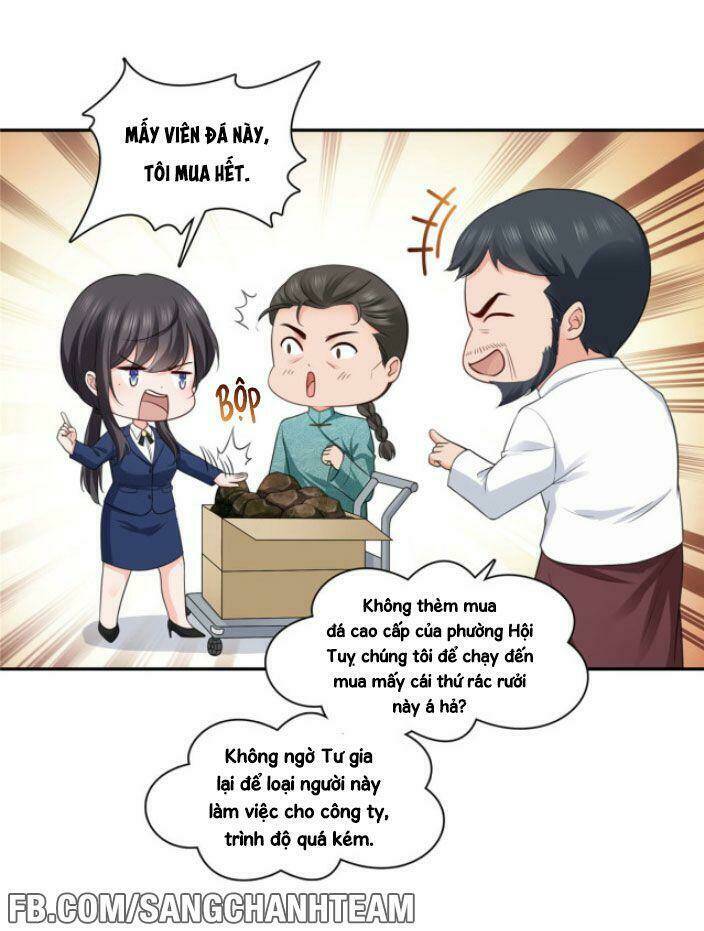 MẤY VIÊN ĐÁ NÀY,
TÔI MUA HẾT.
BỘP
Không thèm mua
đá cao cấp của phường Hội
Tuỵ chúng tôi để chạy đến
mua mấy cái thứ rác rưởi
này á hả?
Không ngờ Tư gia
lại để loại người này
làm việc cho công ty,
trình độ quá kém.
FB.COM/SANGCHANHTEAM